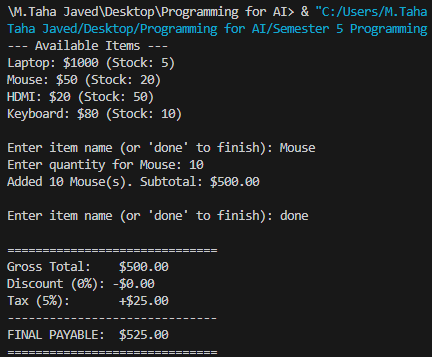 \M.Taha Javed\Desktop\Programming for AI> & "C:/Users/M.Taha
Taha Javed/Desktop/Programming for AI/Semester 5 Programming
--- Available Items ---
Laptop: $1000 (Stock: 5)
Mouse: $50 (Stock: 20)
HDMI: $20 (Stock: 50)
Keyboard: $80 (Stock: 10)
Enter item name (or 'done' to finish): Mouse
Enter quantity for Mouse: 10
Added 10 Mouse(s). Subtotal: $500.00
Enter item name (or 'done' to finish): done
==============================
Gross Total:    $500.00
Discount (0%): -$0.00
Tax (5%):       +$25.00
------------------------------
FINAL PAYABLE:  $525.00
==============================